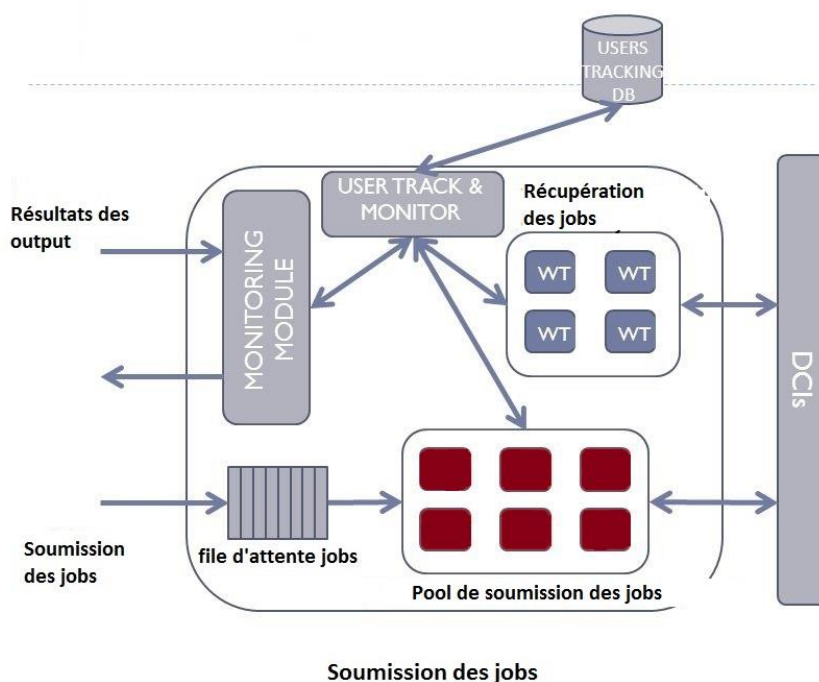 USERS
TRACKING
DB
USER TRACK &
MONITOR
Récupération
des jobs
Résultats des
output
MONITORING
MODULE
WT
WT
WT
WT
DCIs
Soumission
des jobs
file d'attente jobs
Pool de soumission des jobs
Soumission des jobs